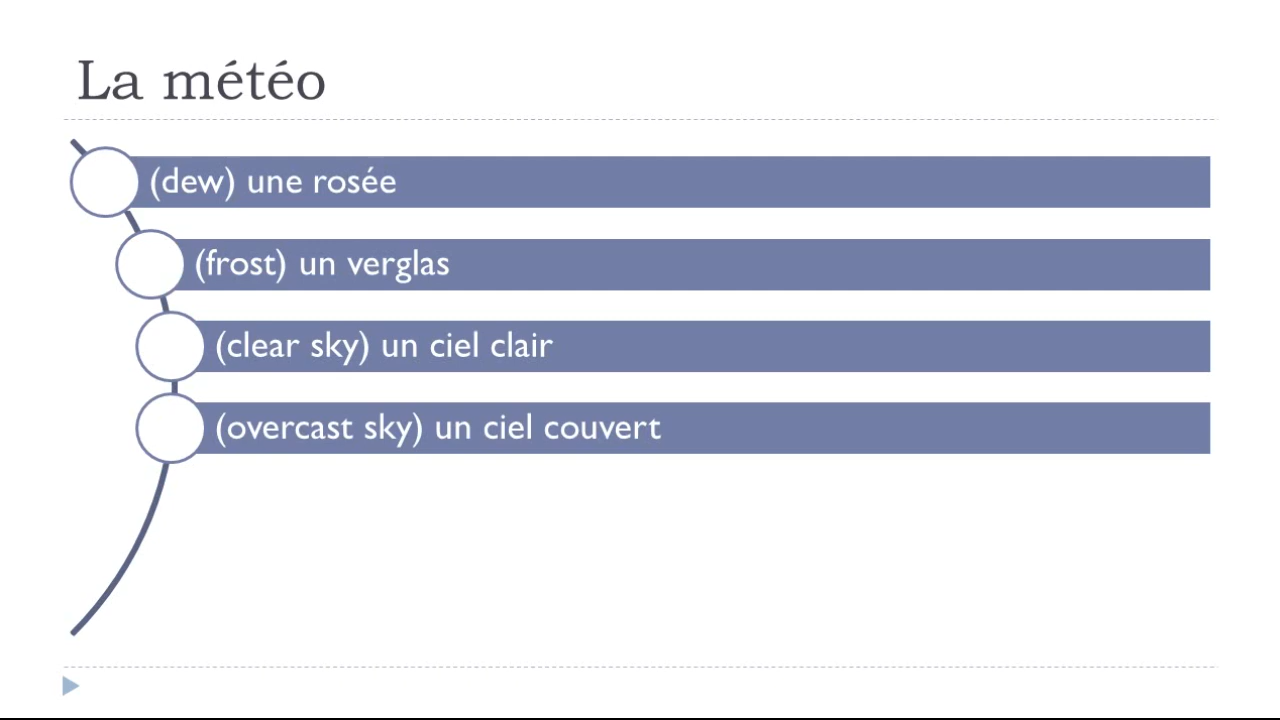 La météo
(dew) une rosée
(frost) un verglas
(clear sky) un ciel clair
(overcast sky) un ciel couvert